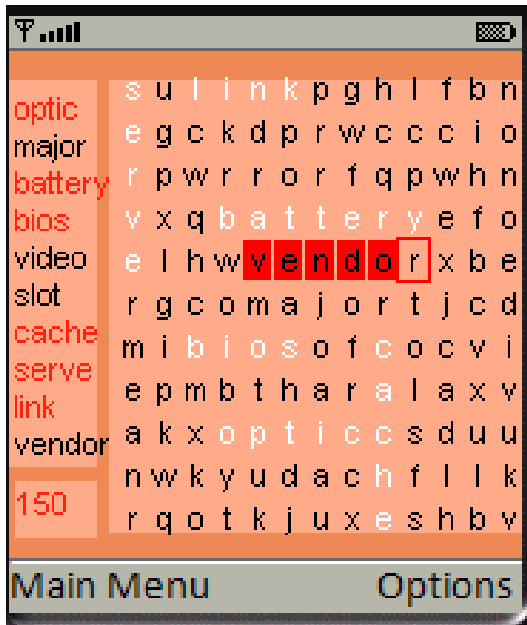 optic
major
battery
bios
video
slot
cache
serve
link
vendor
150
s u l i n k p g h l f b n
e g c k d p r w c c c i o
r p w r r o r f q p w h n
v x q b a t t e r y e f o
e l h w v e n d o r x b e
r g c o m a j o r t j c d
m i b i o s o f c o c v i
e p m b t h a r a l a x v
a k x o p t i c c s d u u
n w k y u d a c h f l l k
r q o t k j u x e s h b v
Main Menu Options